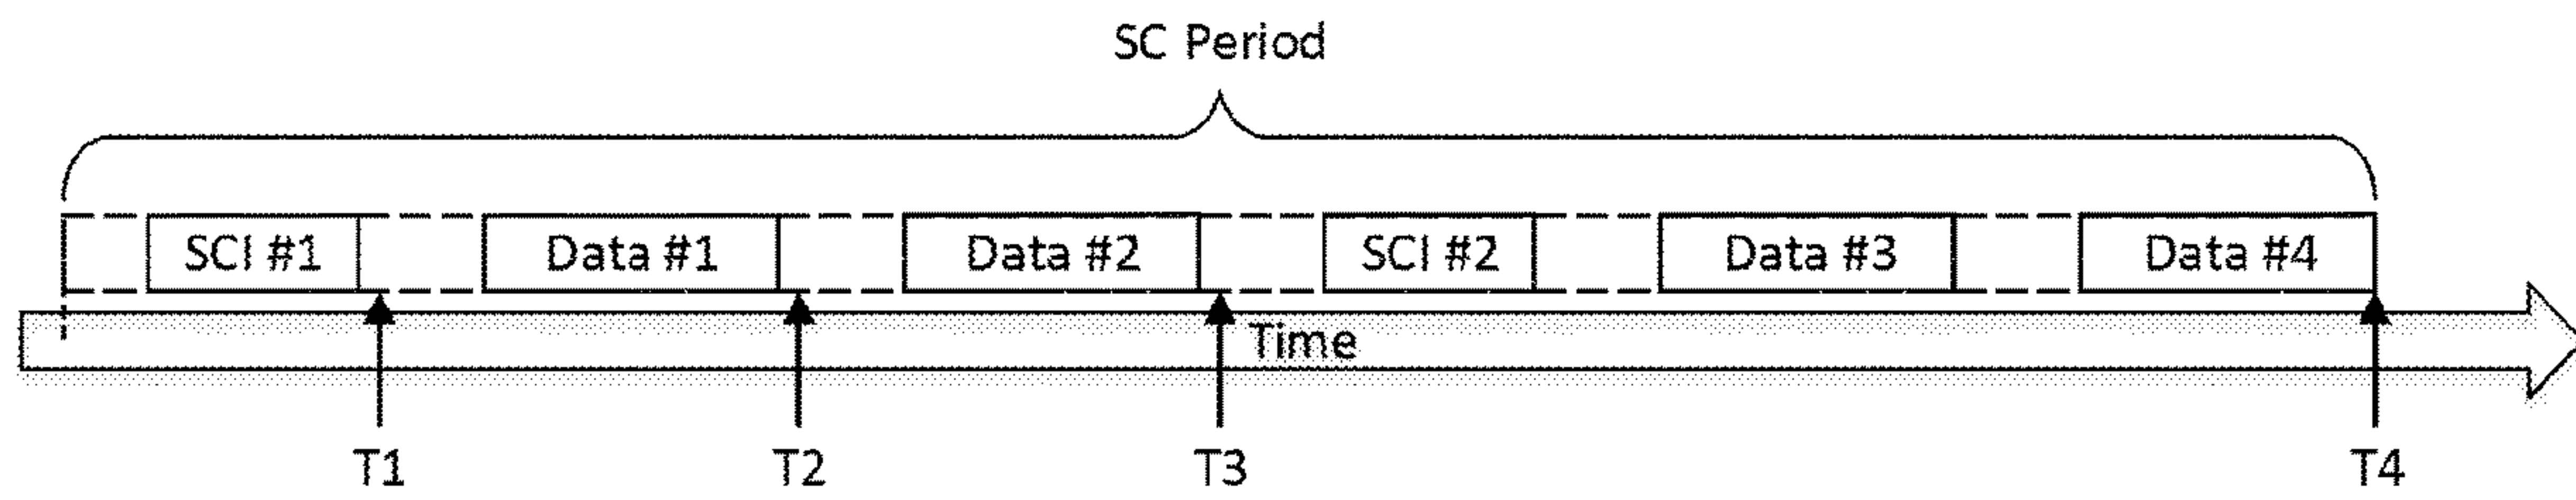 SC Period
SCI #1 Data #1 Data #2 SCI #2 Data #3 Data #4
Time
T1 T2 T3 T4